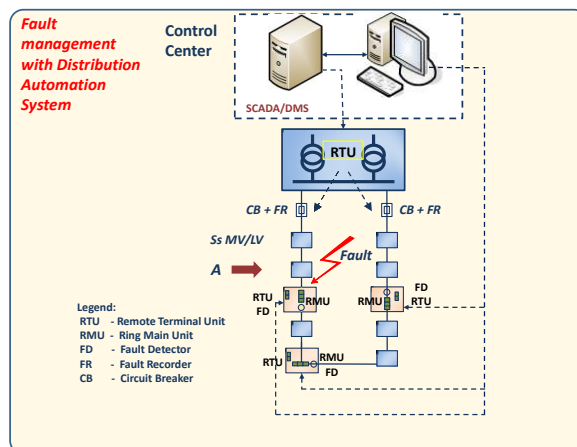 Fault
management
with Distribution
Automation
System
Control
Center
SCADA/DMS
RTU
CB + FR
CB + FR
Ss MV/LV
Fault
A
RTU
RMU
FD
FD
RMU
RTU
RTU
RMU
FD
Legend:
RTU - Remote Terminal Unit
RMU - Ring Main Unit
FD - Fault Detector
FR - Fault Recorder
CB - Circuit Breaker